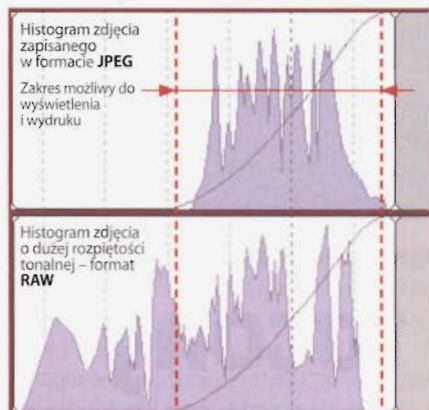 Histogram zdjęcia
zapisanego
w formacie JPEG
Zakres możliwy do
wyświetlenia
i wydruku
Histogram zdjęcia
o dużej rozpiętości
tonalnej – format
RAW